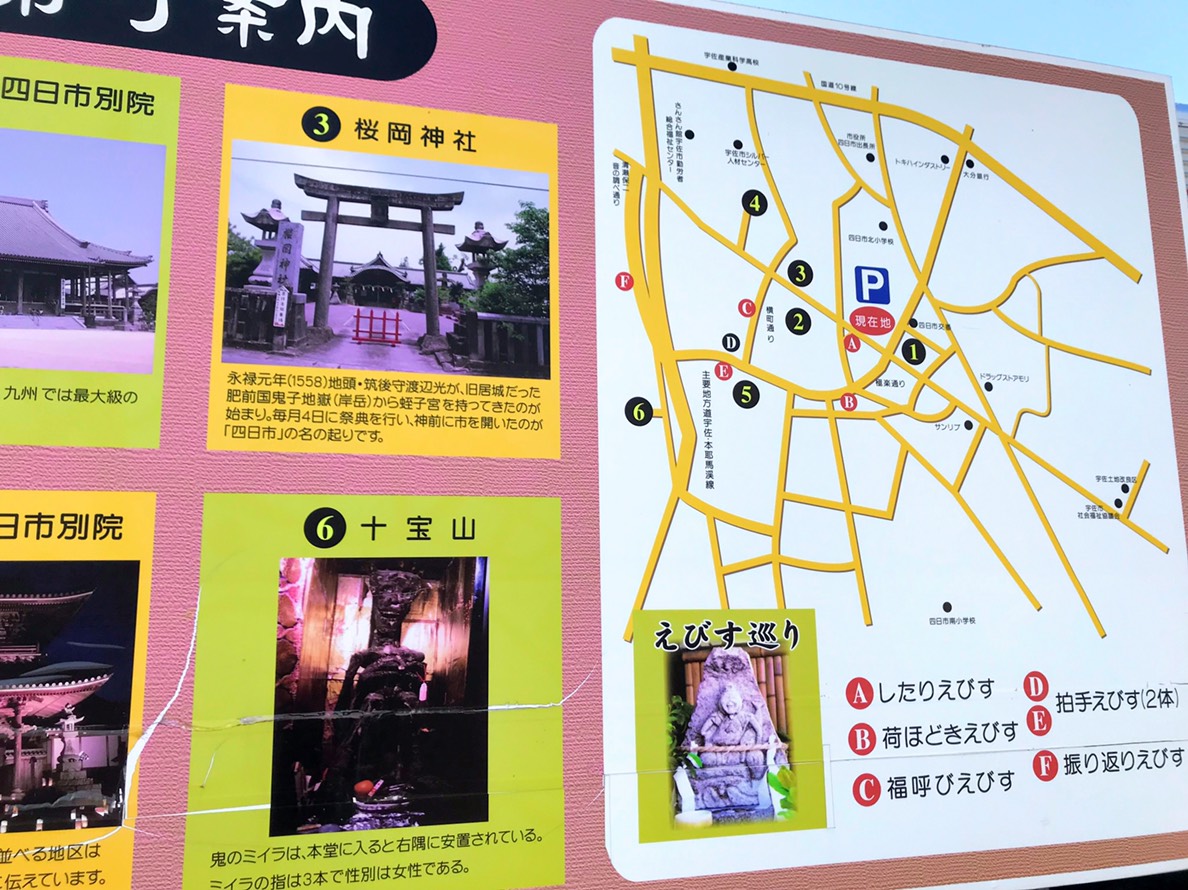 案内
四日市別院
九州では最大級の
3 桜岡神社
桜岡神社
永禄元年(1558)地頭・筑後守渡辺光が、旧居城だった
肥前国鬼子地嶽(岸岳)から蛭子宮を持ってきたのが
始まり。毎月4日に祭典を行い、神前に市を開いたのが
「四日市」の名の起りです。
日市別院
並べる地区は
に伝えています。
6 十宝山
鬼のミイラは、本堂に入ると右隅に安置されている。
ミイラの指は3本で性別は女性である。
宇佐産業科学高校
国道10号線
さんさん館宇佐市勤労者
総合福祉センター
宇佐市シルバー
人材センター
市役所
四日市出長所
トキハインダストリー
大分銀行
清瀬保二
音の調べ通り
4
四日市北小学校
3
P
F
C
横町通り
2
現在地
四日市交番
D
A
1
E
極楽通り
ドラッグストアモリ
5
主要地方道宇佐・本耶馬渓線
B
6
サンリブ
宇佐土地改良区
宇佐市
社会福祉協議会
四日市南小学校
えびす巡り
A したりえびす
B 荷ほどきえびす
C 福呼びえびす
D
E 拍手えびす(2体)
F 振り返りえびす